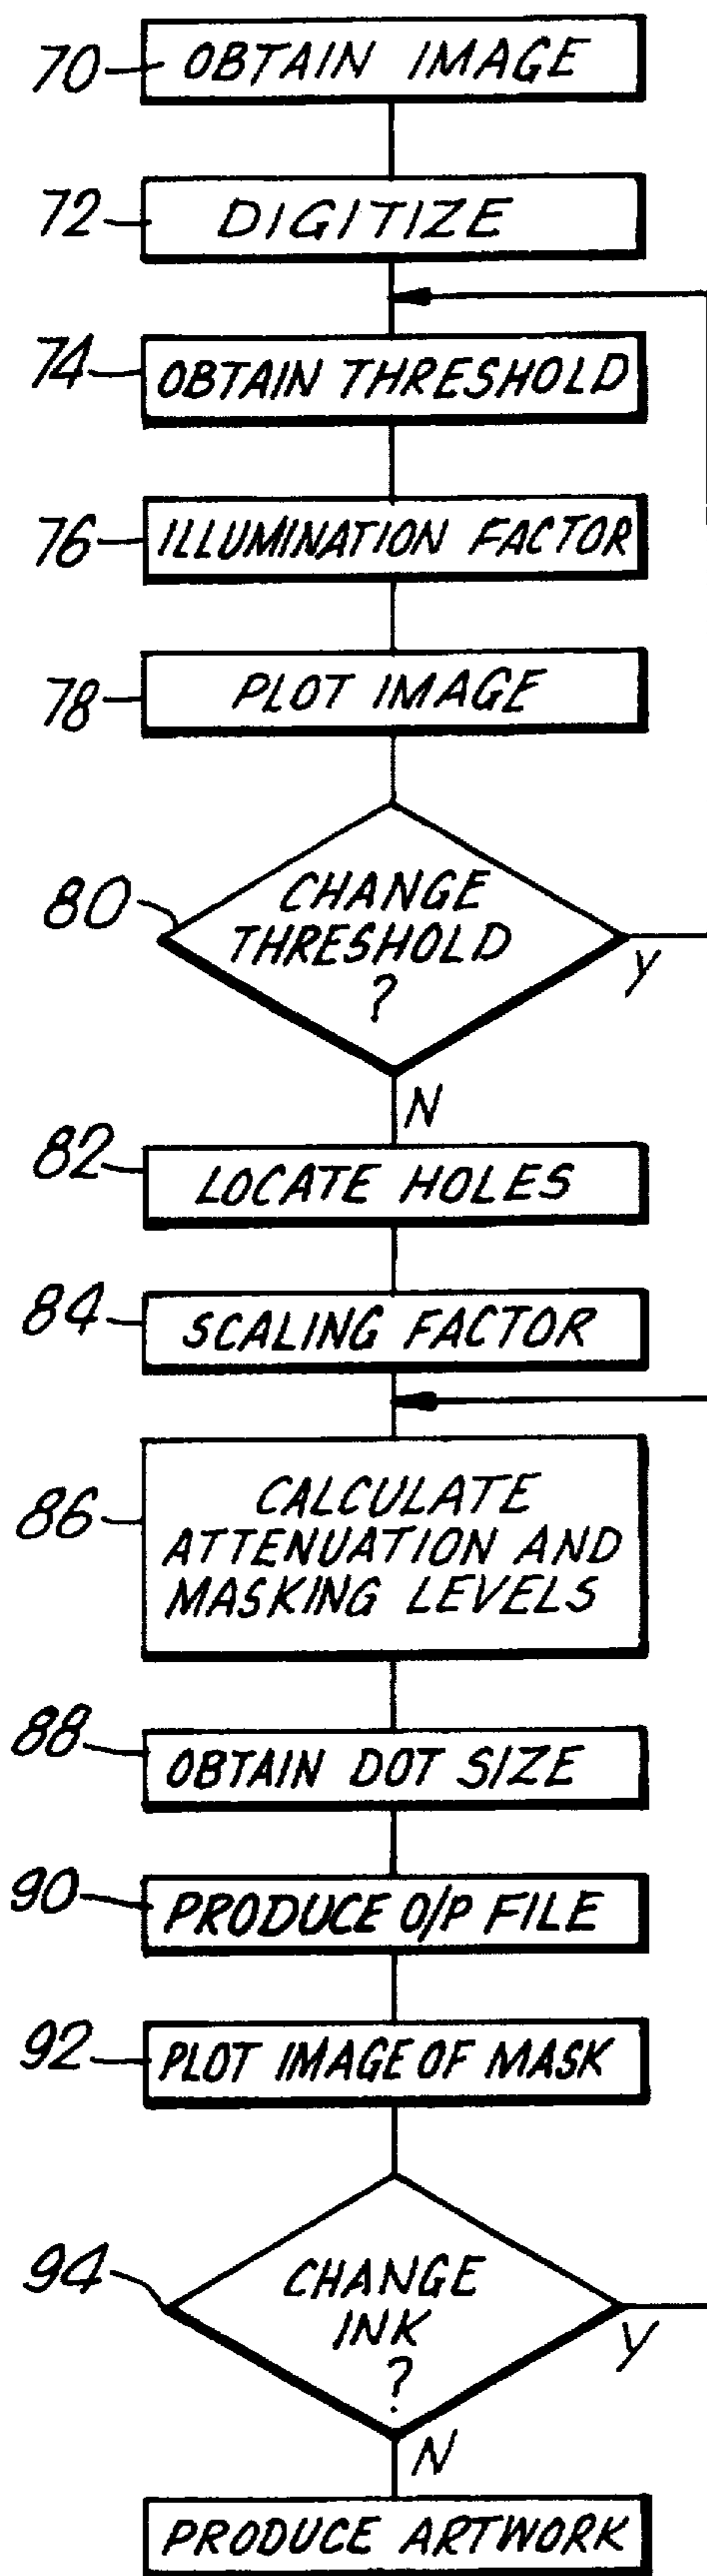 70 OBTAIN IMAGE
72 DIGITIZE
74 OBTAIN THRESHOLD
76 ILLUMINATION FACTOR
78 PLOT IMAGE
80 CHANGE
THRESHOLD
?
Y
N
82 LOCATE HOLES
84 SCALING FACTOR
86 CALCULATE
ATTENUATION AND
MASKING LEVELS
88 OBTAIN DOT SIZE
90 PRODUCE O/P FILE
92 PLOT IMAGE OF MASK
94 CHANGE
INK
?
Y
N
PRODUCE ARTWORK